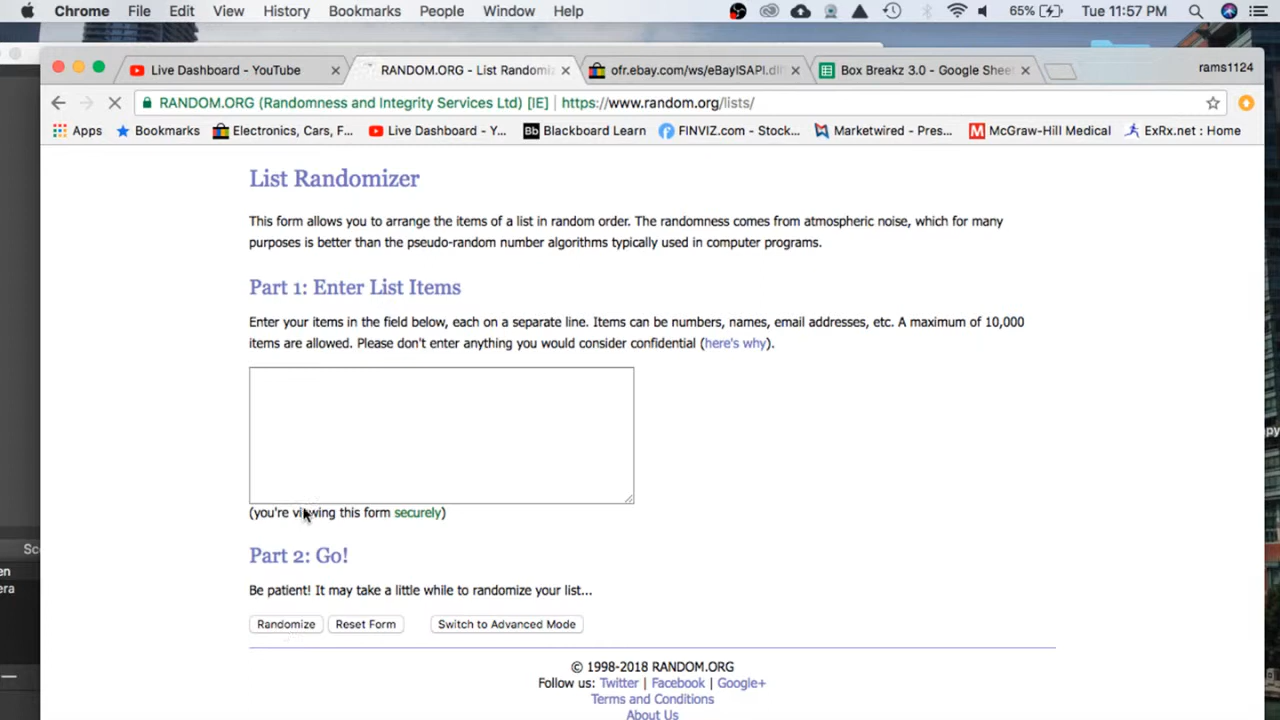 Chrome File Edit View History Bookmarks People Window Help 65% Tue 11:57 PM
Live Dashboard - YouTube × RANDOM.ORG - List Randomiz × ofr.ebay.com/ws/eBayISAPI.dll × Box Breakz 3.0 - Google Sheet × rams1124
RANDOM.ORG (Randomness and Integrity Services Ltd) [IE] | https://www.random.org/lists/
Apps Bookmarks Electronics, Cars, F... Live Dashboard - Y... Bb Blackboard Learn FINVIZ.com - Stock... Marketwired - Pres... M McGraw-Hill Medical ExRx.net : Home
List Randomizer
This form allows you to arrange the items of a list in random order. The randomness comes from atmospheric noise, which for many
purposes is better than the pseudo-random number algorithms typically used in computer programs.
Part 1: Enter List Items
Enter your items in the field below, each on a separate line. Items can be numbers, names, email addresses, etc. A maximum of 10,000
items are allowed. Please don't enter anything you would consider confidential (here's why).
(you're viewing this form securely)
Part 2: Go!
Be patient! It may take a little while to randomize your list...
Randomize Reset Form Switch to Advanced Mode
© 1998-2018 RANDOM.ORG
Follow us: Twitter | Facebook | Google+
Terms and Conditions
About Us